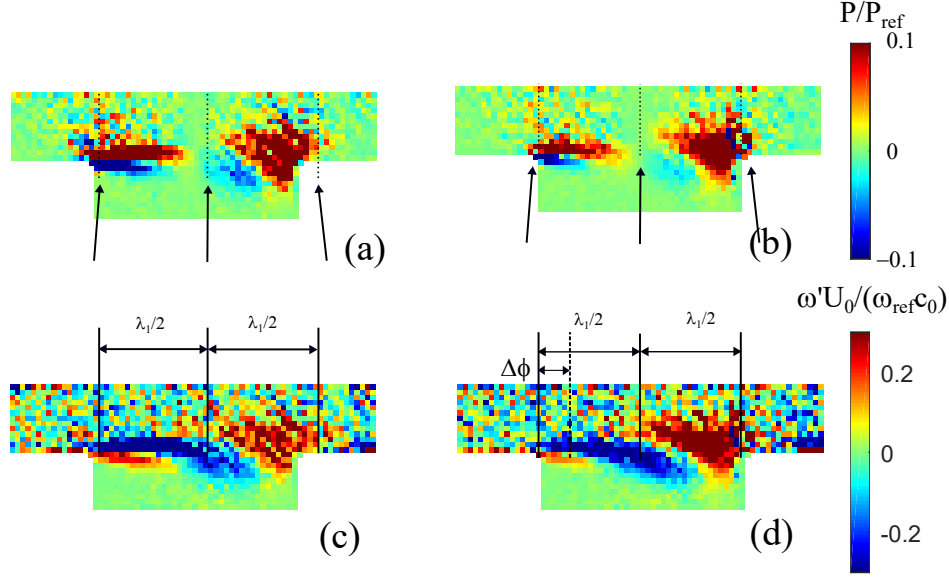 P/P_ref
0.1
0
−0.1
(a)
(b)
ω'U_0/(ω_ref c_0)
λ_1/2
λ_1/2
λ_1/2
λ_1/2
Δϕ
0.2
0
-0.2
(c)
(d)